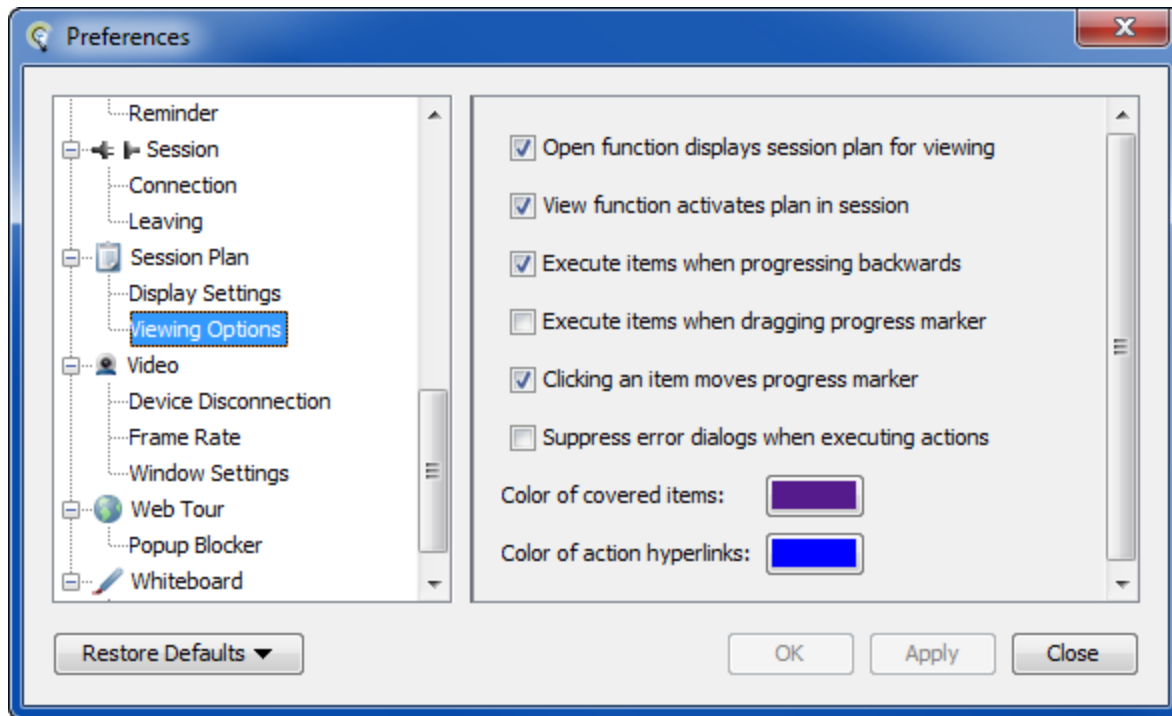 Preferences
Reminder
Session
Connection
Leaving
Session Plan
Display Settings
Viewing Options
Video
Device Disconnection
Frame Rate
Window Settings
Web Tour
Popup Blocker
Whiteboard
Open function displays session plan for viewing
View function activates plan in session
Execute items when progressing backwards
Execute items when dragging progress marker
Clicking an item moves progress marker
Suppress error dialogs when executing actions
Color of covered items:
Color of action hyperlinks:
Restore Defaults
OK
Apply
Close